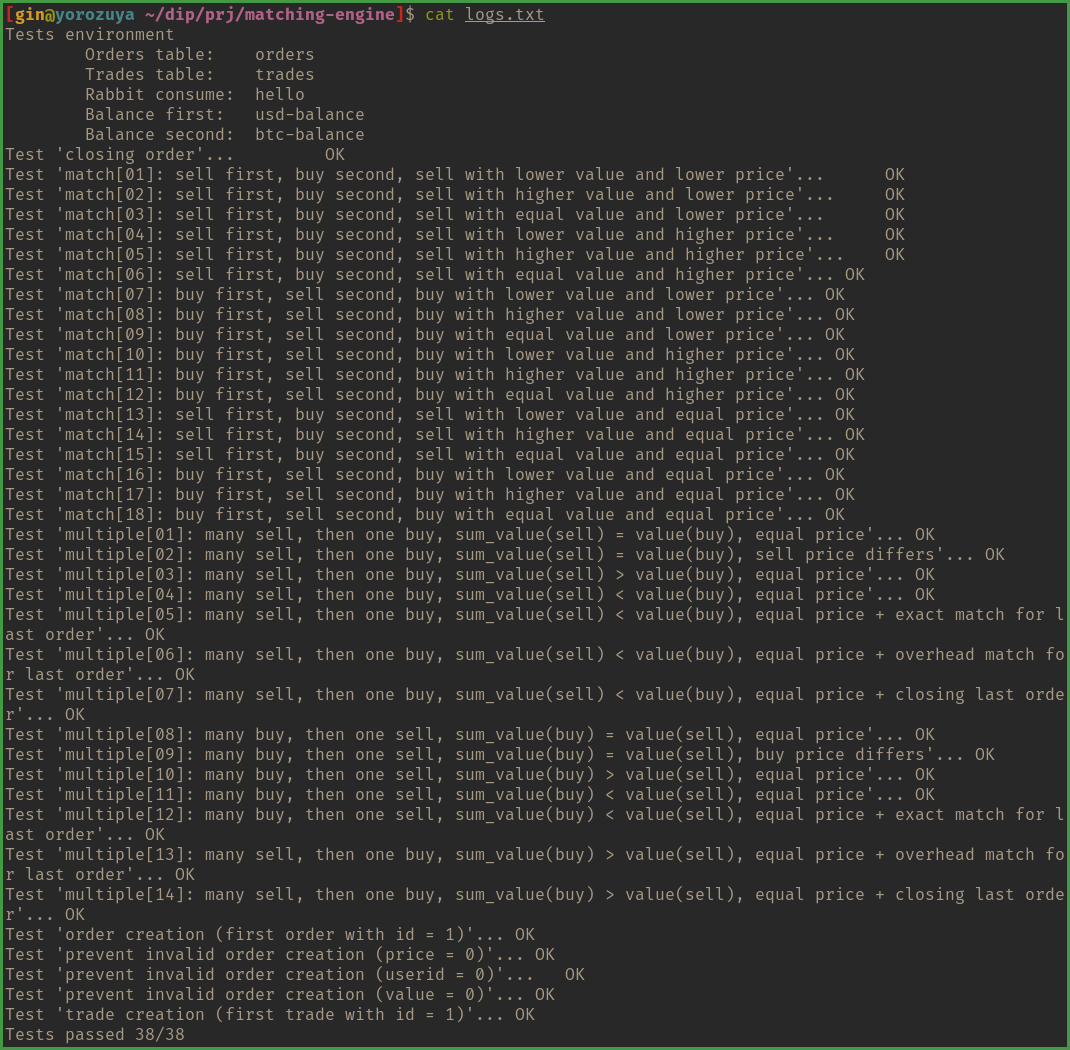 [gin@yorozuya ~/dip/prj/matching-engine]$ cat logs.txt
Tests environment
        Orders table:    orders
        Trades table:    trades
        Rabbit consume:  hello
        Balance first:   usd-balance
        Balance second:  btc-balance
Test 'closing order'...         OK
Test 'match[01]: sell first, buy second, sell with lower value and lower price'...      OK
Test 'match[02]: sell first, buy second, sell with higher value and lower price'...     OK
Test 'match[03]: sell first, buy second, sell with equal value and lower price'...      OK
Test 'match[04]: sell first, buy second, sell with lower value and higher price'...     OK
Test 'match[05]: sell first, buy second, sell with higher value and higher price'...    OK
Test 'match[06]: sell first, buy second, sell with equal value and higher price'... OK
Test 'match[07]: buy first, sell second, buy with lower value and lower price'... OK
Test 'match[08]: buy first, sell second, buy with higher value and lower price'... OK
Test 'match[09]: buy first, sell second, buy with equal value and lower price'... OK
Test 'match[10]: buy first, sell second, buy with lower value and higher price'... OK
Test 'match[11]: buy first, sell second, buy with higher value and higher price'... OK
Test 'match[12]: buy first, sell second, buy with equal value and higher price'... OK
Test 'match[13]: sell first, buy second, sell with lower value and equal price'... OK
Test 'match[14]: sell first, buy second, sell with higher value and equal price'... OK
Test 'match[15]: sell first, buy second, sell with equal value and equal price'... OK
Test 'match[16]: buy first, sell second, buy with lower value and equal price'... OK
Test 'match[17]: buy first, sell second, buy with higher value and equal price'... OK
Test 'match[18]: buy first, sell second, buy with equal value and equal price'... OK
Test 'multiple[01]: many sell, then one buy, sum_value(sell) = value(buy), equal price'... OK
Test 'multiple[02]: many sell, then one buy, sum_value(sell) = value(buy), sell price differs'... OK
Test 'multiple[03]: many sell, then one buy, sum_value(sell) > value(buy), equal price'... OK
Test 'multiple[04]: many sell, then one buy, sum_value(sell) < value(buy), equal price'... OK
Test 'multiple[05]: many sell, then one buy, sum_value(sell) < value(buy), equal price + exact match for l
ast order'... OK
Test 'multiple[06]: many sell, then one buy, sum_value(sell) < value(buy), equal price + overhead match fo
r last order'... OK
Test 'multiple[07]: many sell, then one buy, sum_value(sell) < value(buy), equal price + closing last orde
r'... OK
Test 'multiple[08]: many buy, then one sell, sum_value(buy) = value(sell), equal price'... OK
Test 'multiple[09]: many buy, then one sell, sum_value(buy) = value(sell), buy price differs'... OK
Test 'multiple[10]: many buy, then one sell, sum_value(buy) > value(sell), equal price'... OK
Test 'multiple[11]: many buy, then one sell, sum_value(buy) < value(sell), equal price'... OK
Test 'multiple[12]: many buy, then one sell, sum_value(buy) < value(sell), equal price + exact match for l
ast order'... OK
Test 'multiple[13]: many sell, then one buy, sum_value(buy) > value(sell), equal price + overhead match fo
r last order'... OK
Test 'multiple[14]: many sell, then one buy, sum_value(buy) > value(sell), equal price + closing last orde
r'... OK
Test 'order creation (first order with id = 1)'... OK
Test 'prevent invalid order creation (price = 0)'... OK
Test 'prevent invalid order creation (userid = 0)'...   OK
Test 'prevent invalid order creation (value = 0)'... OK
Test 'trade creation (first trade with id = 1)'... OK
Tests passed 38/38